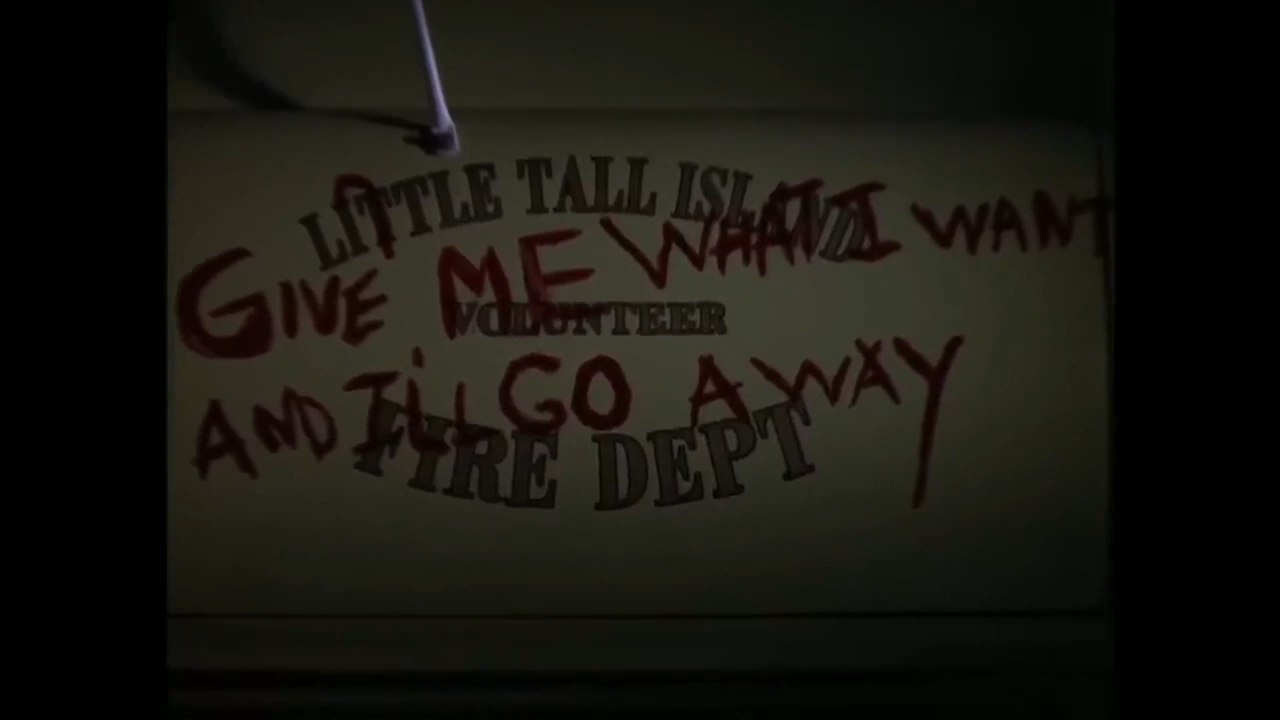 LITTLE TALL ISLAND
GIVE ME WHAT I WANT
VOLUNTEER
AND I'LL GO AWAY
FIRE DEPT